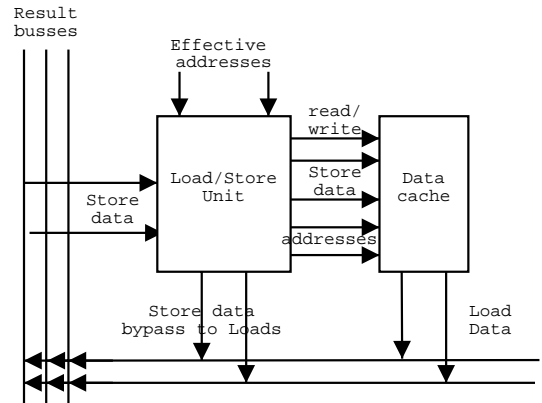 Result
busses
Effective
addresses
read/
write
Load/Store
Unit
Store
data
Data
cache
Store
data
addresses
Store data
bypass to Loads
Load
Data